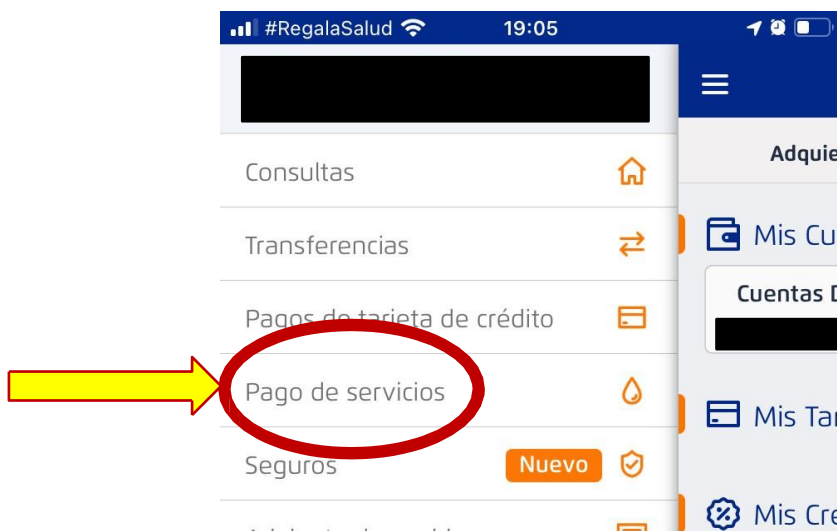 #RegalaSalud 19:05
Consultas
Transferencias
Pagos de tarjeta de crédito
Pago de servicios
Seguros Nuevo
Adquie
Mis Cu
Cuentas D
Mis Tar
Mis Cré